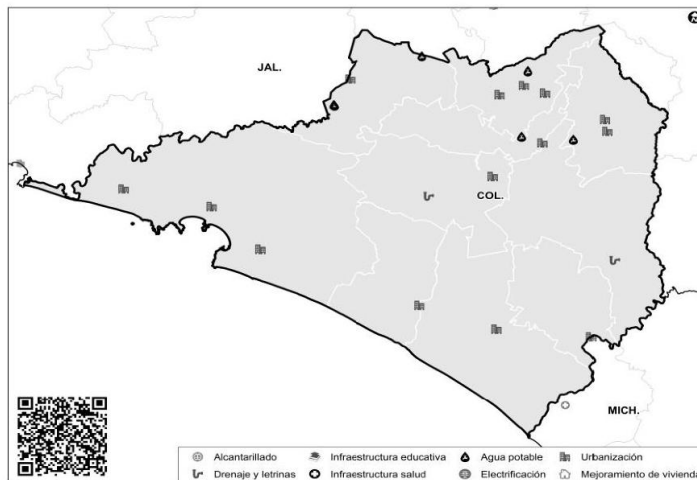 JAL.
COL.
MICH.
Alcantarillado Infraestructura educativa Agua potable Urbanización
Drenaje y letrinas Infraestructura salud Electrificación Mejoramiento de vivienda